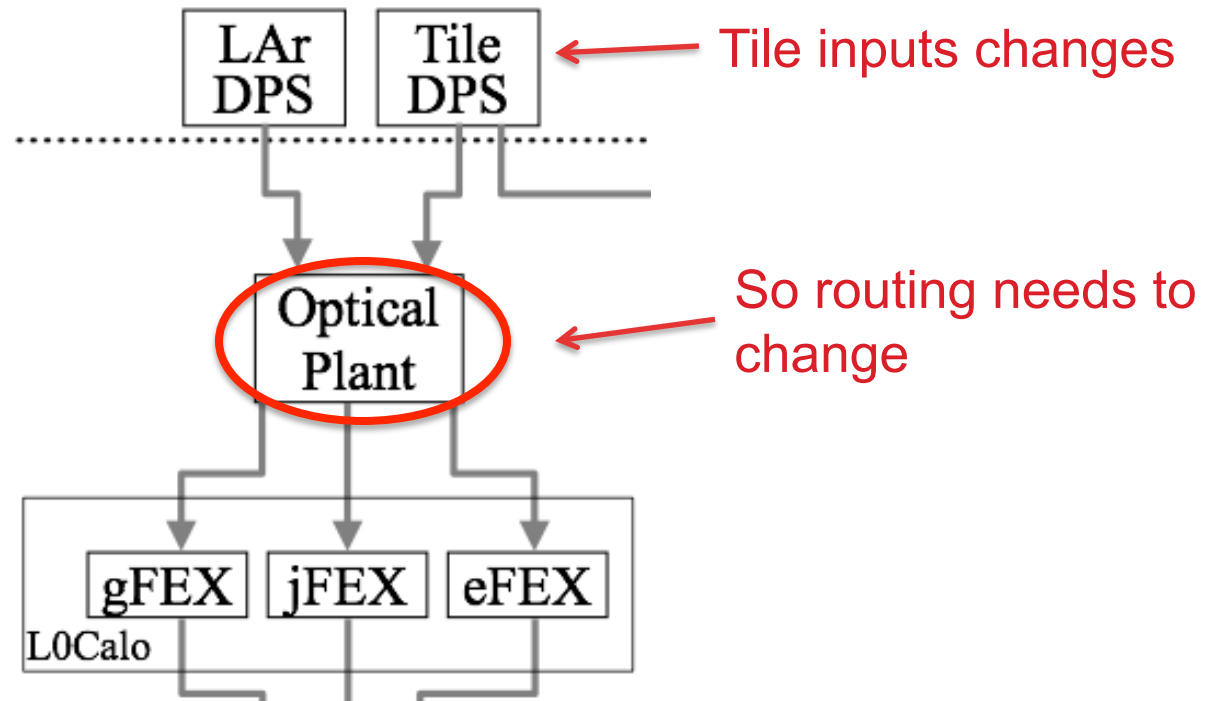 LAr
DPS
Tile
DPS
Tile inputs changes
Optical
Plant
So routing needs to
change
gFEX
jFEX
eFEX
L0Calo